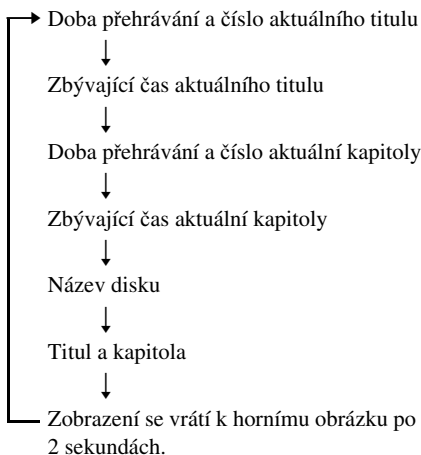 Doba přehrávání a číslo aktuálního titulu
Zbývající čas aktuálního titulu
Doba přehrávání a číslo aktuální kapitoly
Zbývající čas aktuální kapitoly
Název disku
Titul a kapitola
Zobrazení se vrátí k hornímu obrázku po
2 sekundách.